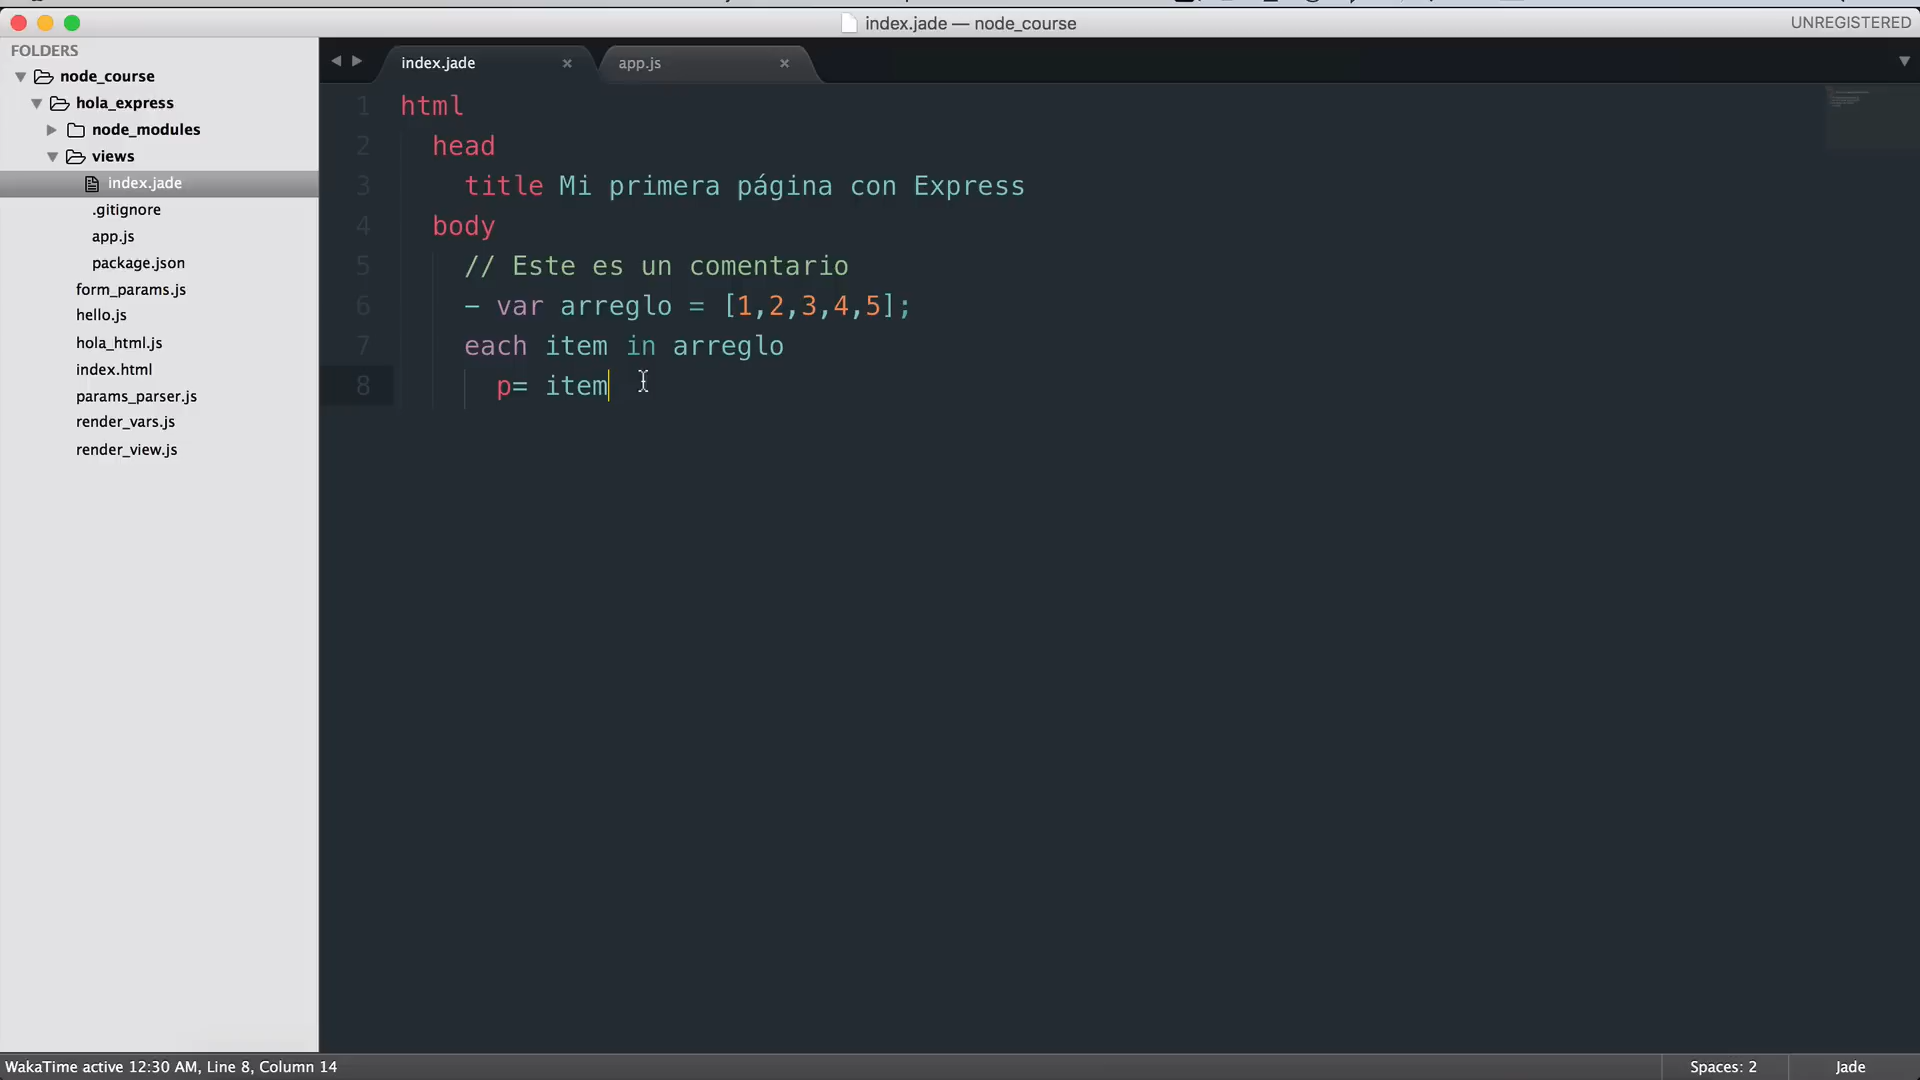 index.jade — node_course
UNREGISTERED
FOLDERS
node_course
hola_express
node_modules
views
index.jade
.gitignore
app.js
package.json
form_params.js
hello.js
hola_html.js
index.html
params_parser.js
render_vars.js
render_view.js
index.jade
app.js
1 html
2 head
3 title Mi primera página con Express
4 body
5 // Este es un comentario
6 - var arreglo = [1,2,3,4,5];
7 each item in arreglo
8 p= item
WakaTime active 12:30 AM, Line 8, Column 14
Spaces: 2
Jade